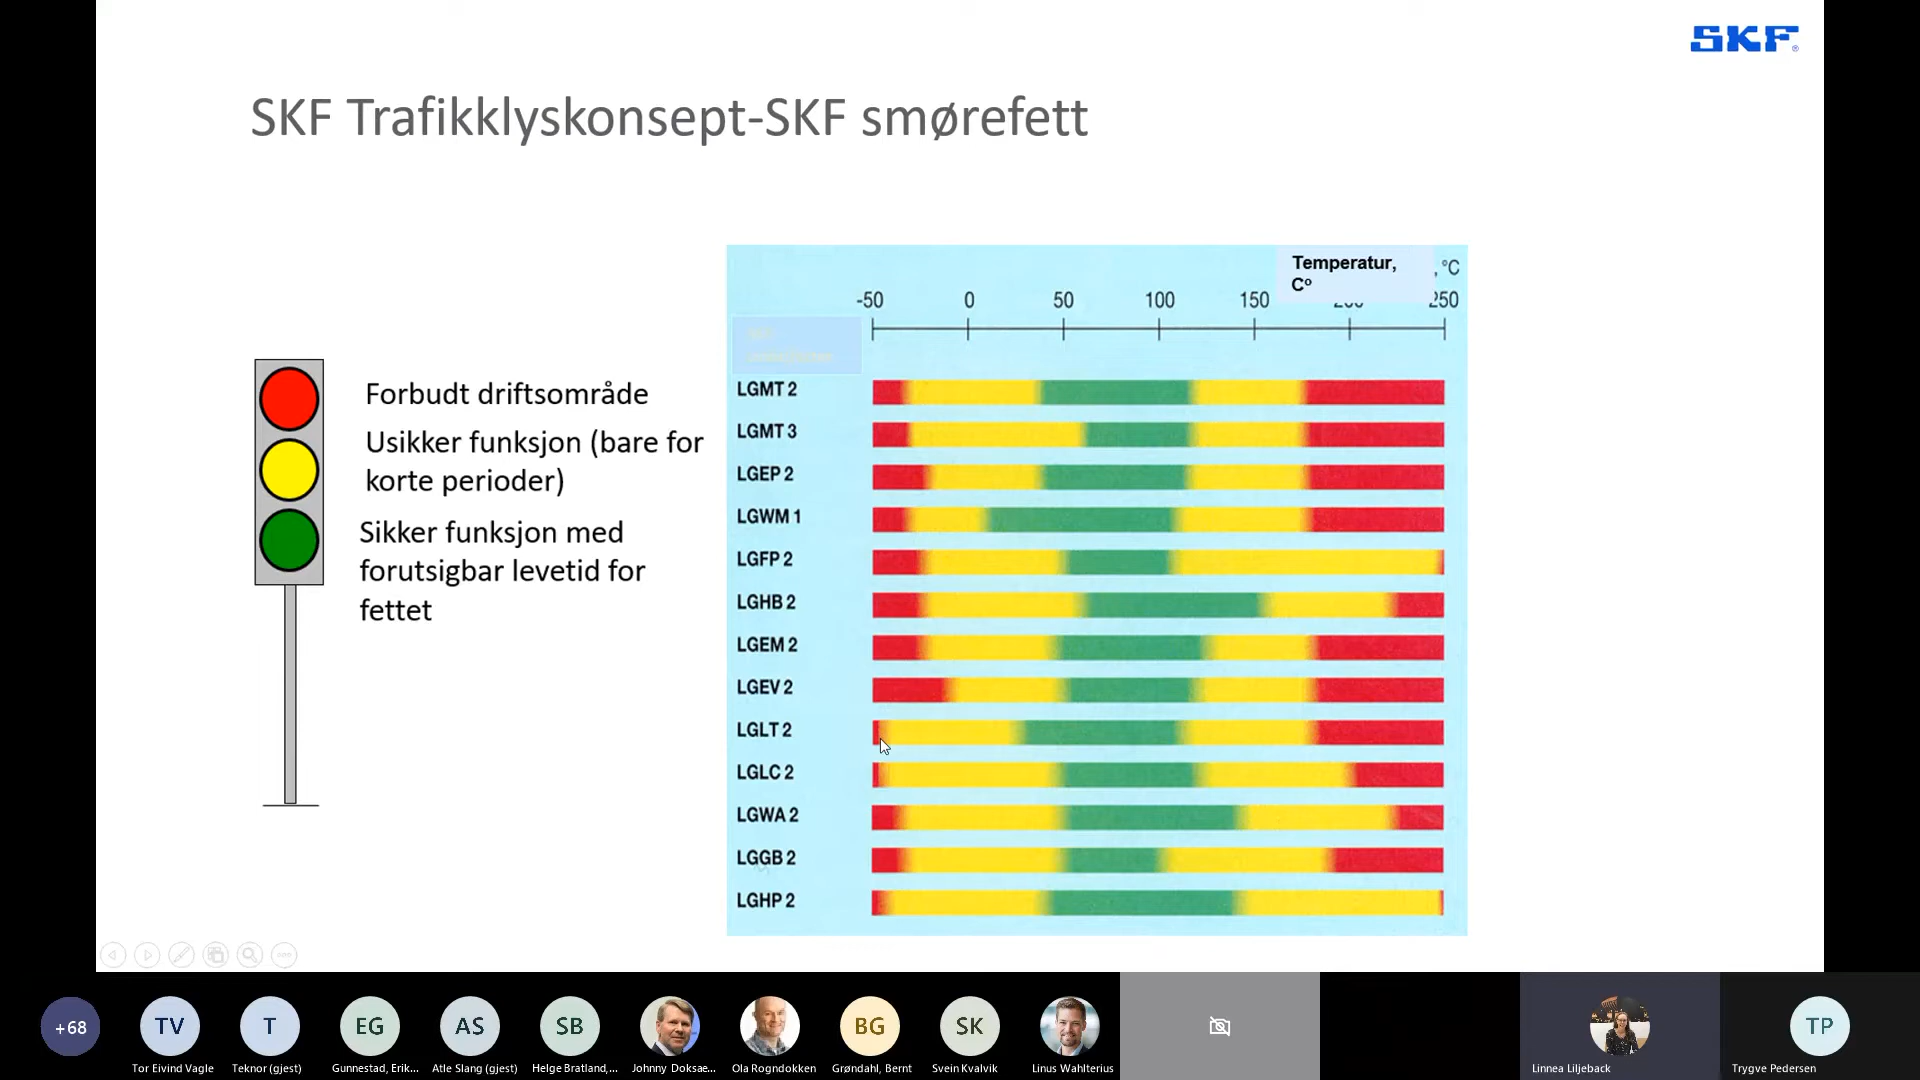 SKF
SKF Trafikklyskonsept-SKF smørefett
Forbudt driftsområde
Usikker funksjon (bare for
korte perioder)
Sikker funksjon med
forutsigbar levetid for
fettet
Temperatur,
Cº
, °C
-50 0 50 100 150 250
LGMT 2
LGMT 3
LGEP 2
LGWM 1
LGFP 2
LGHB 2
LGEM 2
LGEV 2
LGLT 2
LGLC 2
LGWA 2
LGGB 2
LGHP 2
+68
TV
T
EG
AS
SB
BG
SK
TP
Tor Eivind Vagle
Teknor (gjest)
Gunnestad, Erik...
Atle Slang (gjest)
Helge Bratland,...
Johnny Doksae...
Ola Rogndokken
Grøndahl, Bernt
Svein Kvalvik
Linus Wahlterius
Linnea Liljeback
Trygve Pedersen